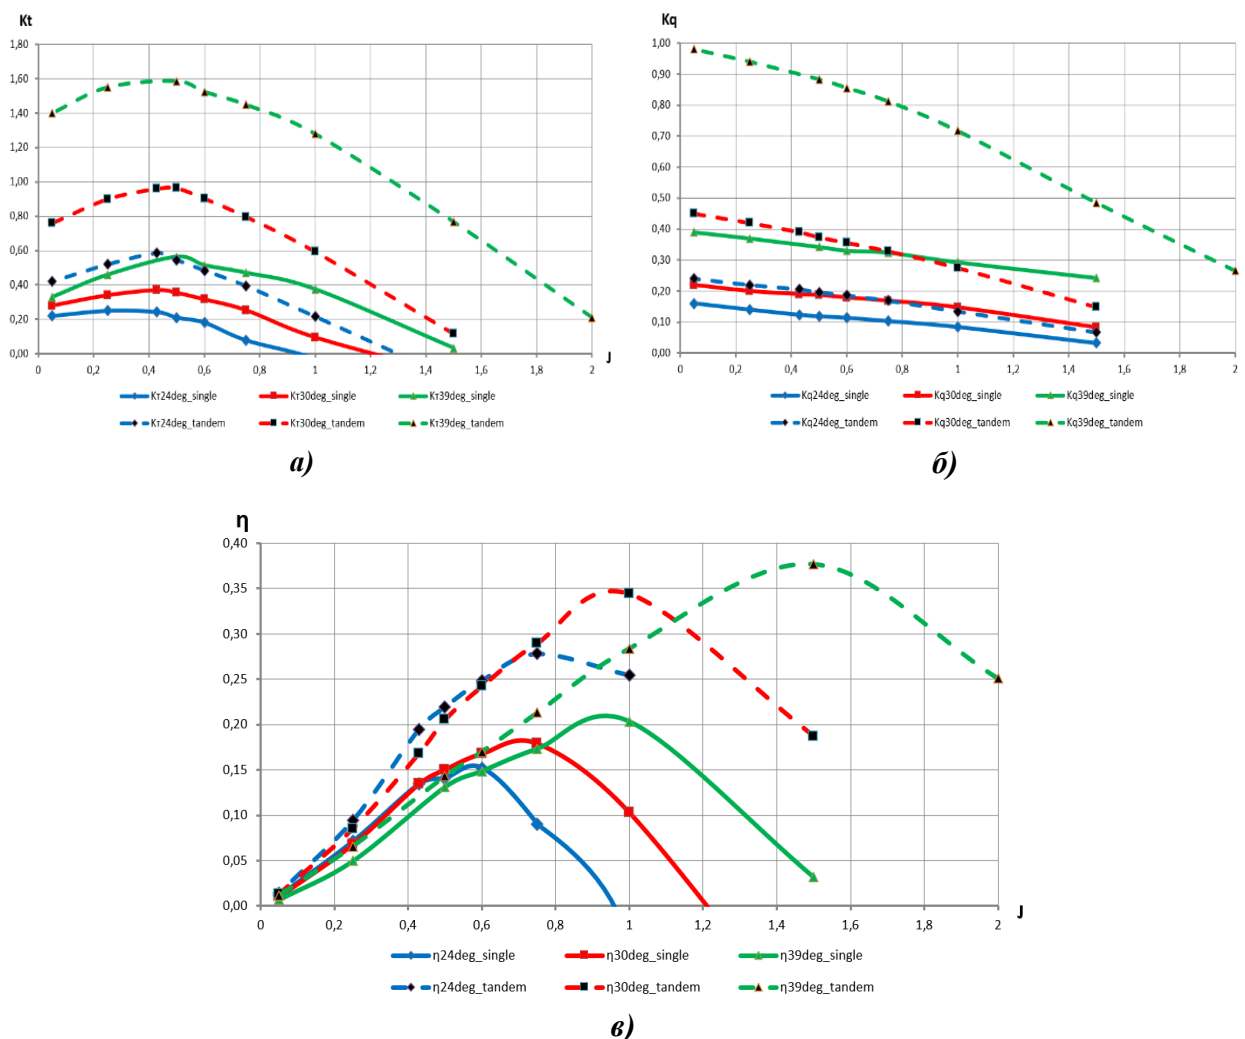 Kt
1,80
1,60
1,40
1,20
1,00
0,80
0,60
0,40
0,20
0,00
0 0,2 0,4 0,6 0,8 1 1,2 1,4 1,6 1,8 2
J
Kт24deg_single Kт30deg_single Kт39deg_single
Kт24deg_tandem Kт30deg_tandem Kт39deg_tandem
а)
Kq
1,00
0,90
0,80
0,70
0,60
0,50
0,40
0,30
0,20
0,10
0,00
0 0,2 0,4 0,6 0,8 1 1,2 1,4 1,6 1,8 2
J
Kq24deg_single Kq30deg_single Kq39deg_single
Kq24deg_tandem Kq30deg_tandem Kq39deg_tandem
б)
η
0,40
0,35
0,30
0,25
0,20
0,15
0,10
0,05
0,00
0 0,2 0,4 0,6 0,8 1 1,2 1,4 1,6 1,8 2
J
η24deg_single η30deg_single η39deg_single
η24deg_tandem η30deg_tandem η39deg_tandem
в)